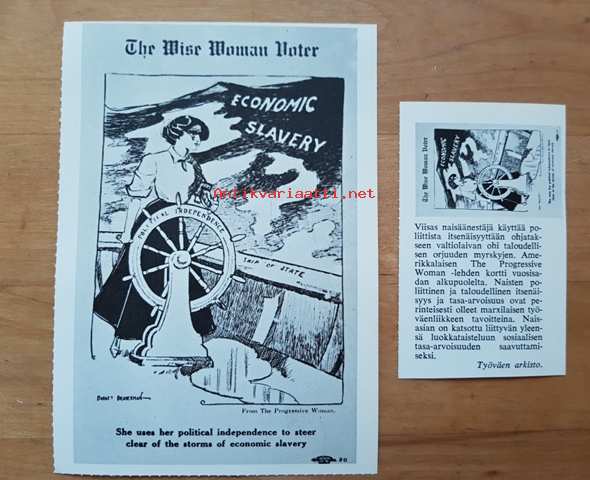 The Wise Woman Voter
ECONOMIC
SLAVERY
Antikvariaatti.net
POLITICAL INDEPENDENCE
SHIP OF STATE
From The Progressive Woman.
She uses her political independence to steer
clear of the storms of economic slavery
The Wise Woman Voter
ECONOMIC
SLAVERY
Viisas naisäänestäjä käyttää po-
liittista itsenäisyyttään ohjatak-
seen valtiolaivan ohi taloudelli-
sen orjuuden myrskyjen. Ame-
rikkalaisen The Progressive
Woman -lehden kortti vuosisa-
dan alkupuolelta. Naisten po-
liittinen ja taloudellinen itsenäi-
syys ja tasa-arvoisuus ovat pe-
rinteisesti olleet marxilaisen työ-
väenliikkeen tavoitteina. Nais-
asian on katsottu liittyvän yleen-
sä luokkataisteluun sosiaalisen
tasa-arvoisuuden saavuttami-
seksi.
Työväen arkisto.